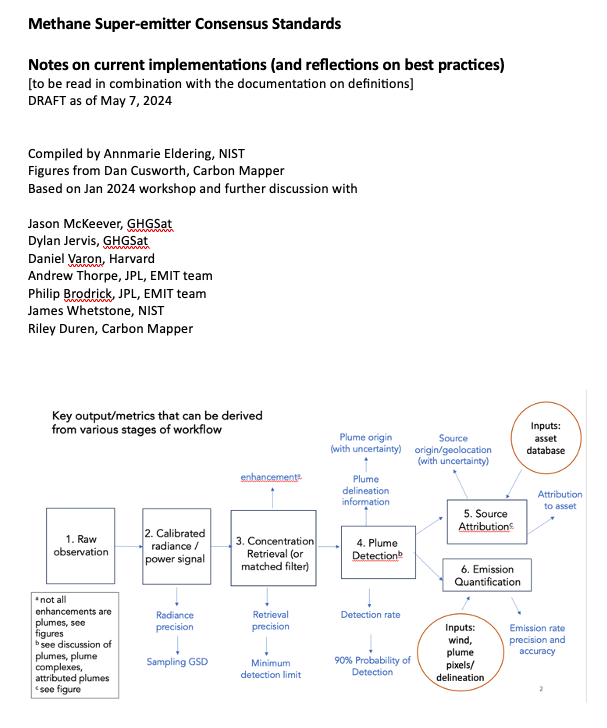 Methane Super-emitter Consensus Standards
Notes on current implementations (and reflections on best practices)
[to be read in combination with the documentation on definitions]
DRAFT as of May 7, 2024
Compiled by Annmarie Eldering, NIST
Figures from Dan Cusworth, Carbon Mapper
Based on Jan 2024 workshop and further discussion with
Jason McKeever, GHGSat
Dylan Jervis, GHGSat
Daniel Varon, Harvard
Andrew Thorpe, JPL, EMIT team
Philip Brodrick, JPL, EMIT team
James Whetstone, NIST
Riley Duren, Carbon Mapper
Key output/metrics that can be derived
from various stages of workflow
Inputs:
asset
database
Plume origin
(with uncertainty)
Source
origin/geolocation
(with uncertainty)
enhancementª
Plume
delineation
information
Attribution
to asset
1. Raw
observation
2. Calibrated
radiance /
power signal
3. Concentration
Retrieval (or
matched filter)
4. Plume
Detectionᵇ
5. Source
Attributionᶜ
6. Emission
Quantification
ª not all
enhancements are
plumes, see
figures
ᵇ see discussion of
plumes, plume
complexes,
attributed plumes
ᶜ see figure
Radiance
precision
Sampling GSD
Retrieval
precision
Minimum
detection limit
Detection rate
90% Probability of
Detection
Inputs:
wind,
plume
pixels/
delineation
Emission rate
precision and
accuracy
2